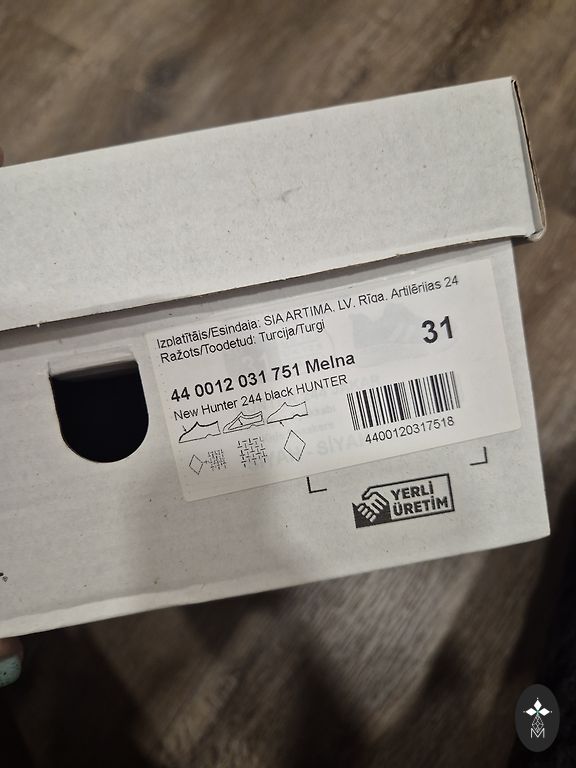 Izplatītājs/Esindaja: SIA ARTIMA, LV, Rīga, Artilērijas 24
Ražots/Toodetud: Turcija/Turgi
31
44 0012 031 751 Melna
New Hunter 244 black HUNTER
4400120317518
YERLİ
ÜRETİM
M